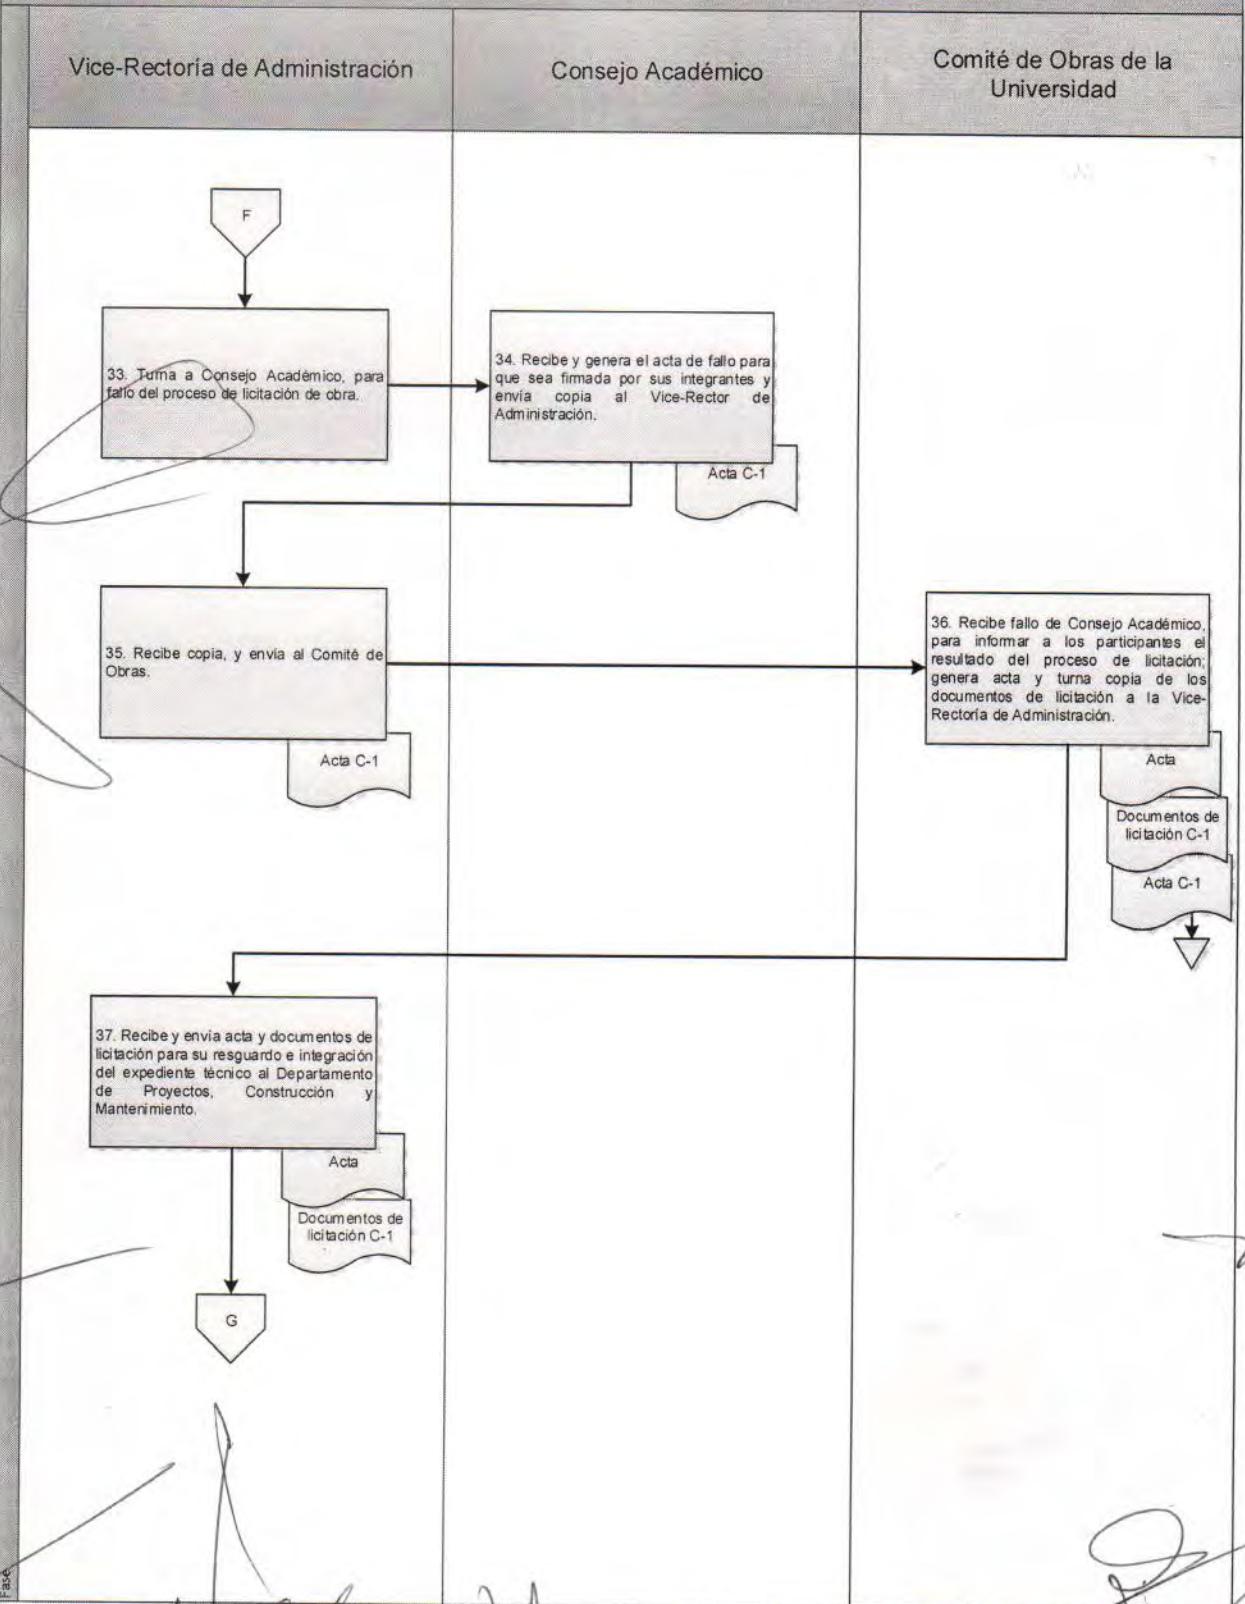 Vice-Rectoría de Administración
Consejo Académico
Comité de Obras de la
Universidad
F
33. Turna a Consejo Académico, para
fallo del proceso de licitación de obra.
34. Recibe y genera el acta de fallo para
que sea firmada por sus integrantes y
envía copia al Vice-Rector de
Administración.
Acta C-1
35. Recibe copia, y envía al Comité de
Obras.
Acta C-1
36. Recibe fallo de Consejo Académico,
para informar a los participantes el
resultado del proceso de licitación;
genera acta y turna copia de los
documentos de licitación a la Vice-
Rectoría de Administración.
Acta
Documentos de
licitación C-1
Acta C-1
37. Recibe y envía acta y documentos de
licitación para su resguardo e integración
del expediente técnico al Departamento
de Proyectos, Construcción y
Mantenimiento.
Acta
Documentos de
licitación C-1
G
Fase